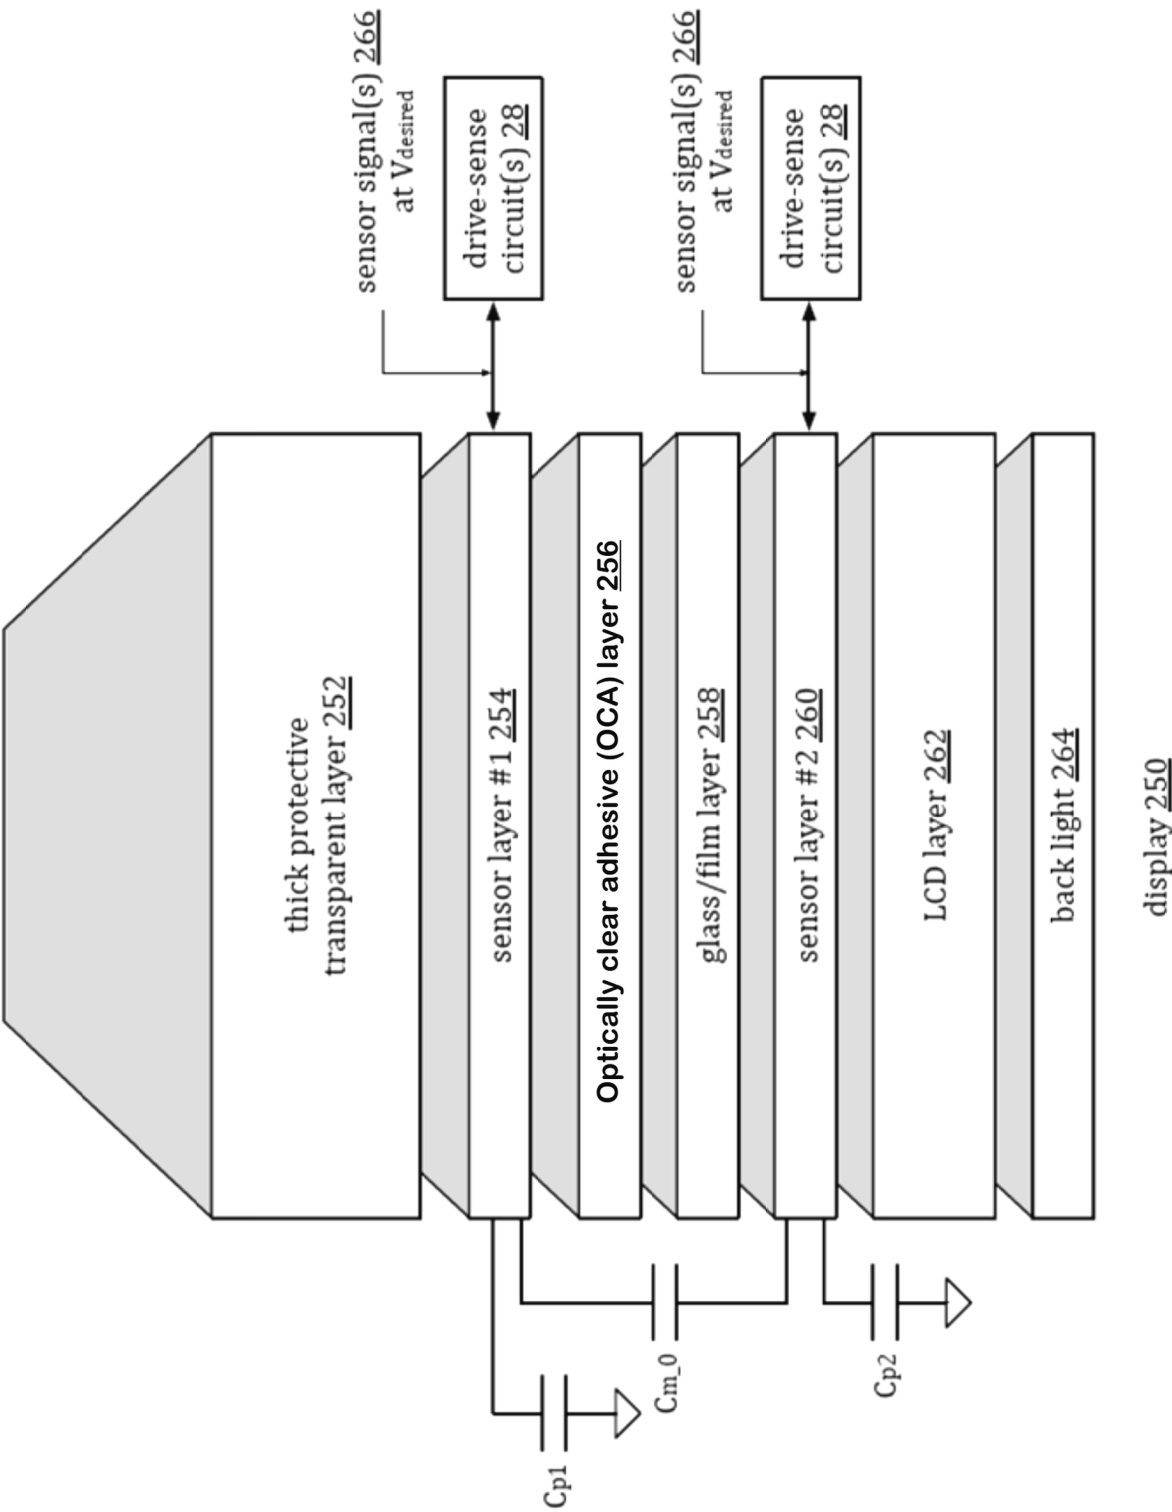 sensor signal(s) 266
at Vdesired
drive-sense
circuit(s) 28
sensor signal(s) 266
at Vdesired
drive-sense
circuit(s) 28
thick protective
transparent layer 252
sensor layer #1 254
Optically clear adhesive (OCA) layer 256
glass/film layer 258
sensor layer #2 260
LCD layer 262
back light 264
Cp1
Cm_0
Cp2
display 250